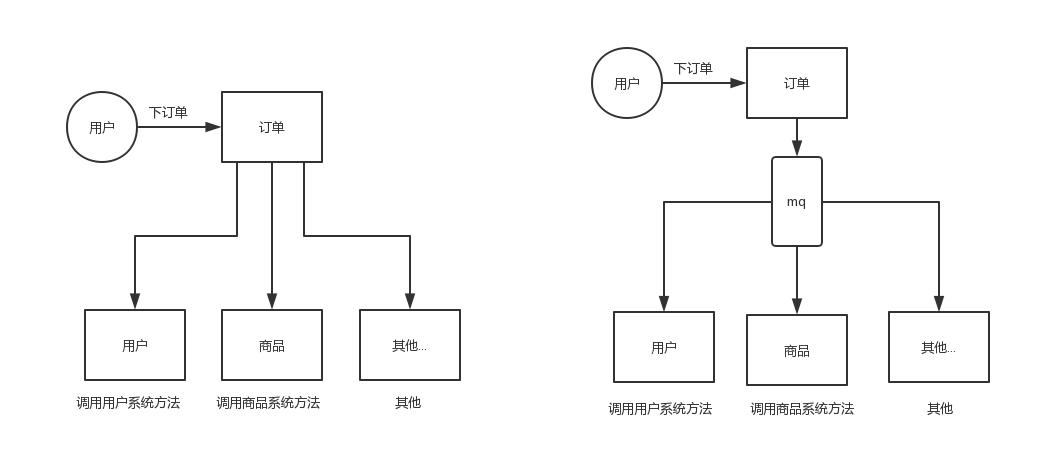 用户
下订单
订单
用户
商品
其他...
调用用户系统方法
调用商品系统方法
其他
用户
下订单
订单
mq
用户
商品
其他...
调用用户系统方法
调用商品系统方法
其他